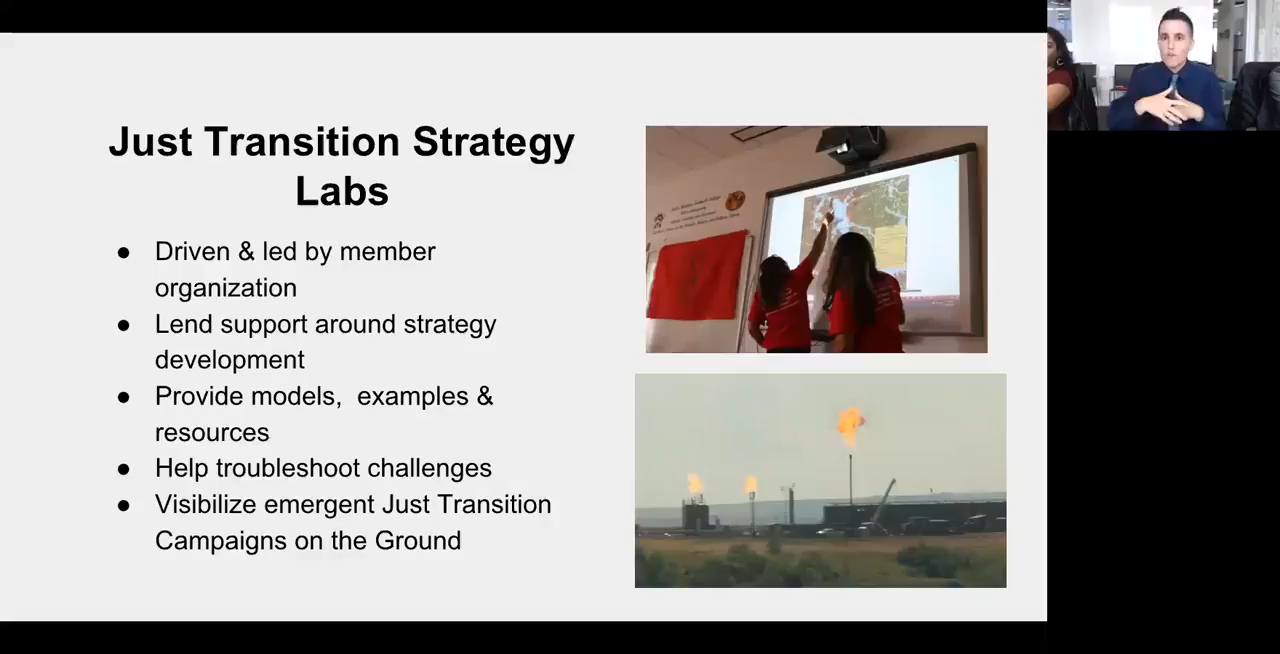 Just Transition Strategy
Labs
● Driven & led by member
organization
● Lend support around strategy
development
● Provide models,  examples &
resources
● Help troubleshoot challenges
● Visibilize emergent Just Transition
Campaigns on the Ground